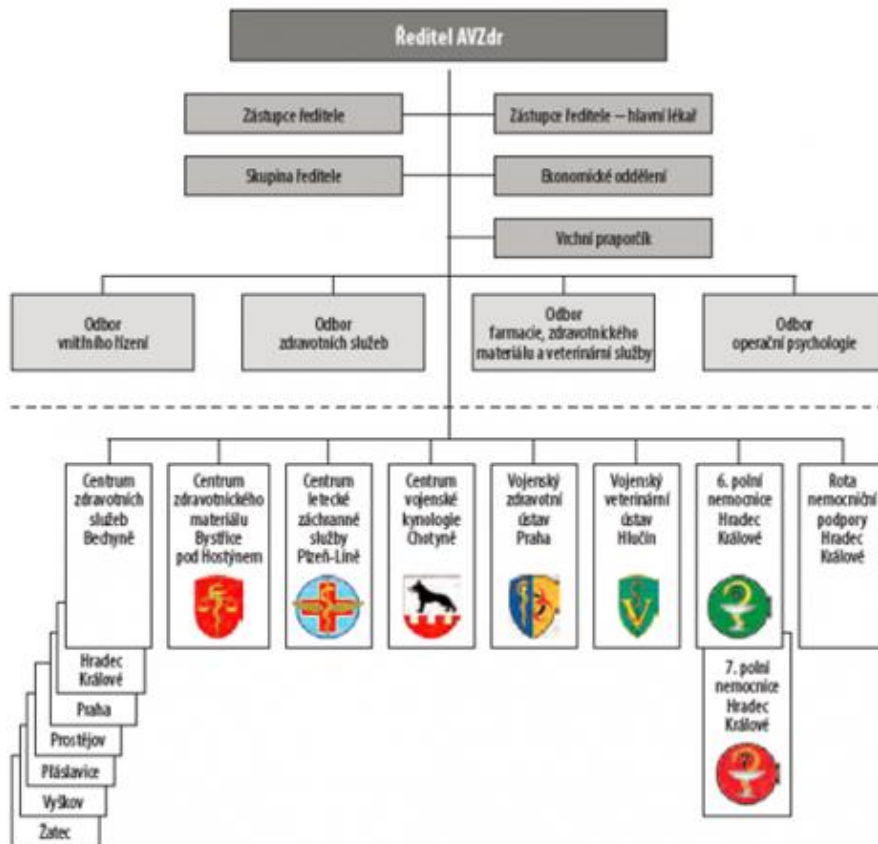 Ředitel AVZdr
Zástupce ředitele
Zástupce ředitele – hlavní lékař
Skupina ředitele
Ekonomické oddělení
Vrchní praporčík
Odbor
vnitřního řízení
Odbor
zdravotních služeb
Odbor
farmacie, zdravotnického
materiálu a veterinární služby
Odbor
operační psychologie
Centrum
zdravotních
služeb
Bechyně
Centrum
zdravotnického
materiálu
Bystřice
pod Hostýnem
Centrum
letecké
záchranné
služby
Plzeň-Líně
Centrum
vojenské
kynologie
Chotyně
Vojenský
zdravotní
ústav
Praha
Vojenský
veterinární
ústav
Hlučín
6. polní
nemocnice
Hradec
Králové
Rota
nemocniční
podpory
Hradec
Králové
V
Hradec
Králové
Praha
Prostějov
Přáslavice
Vyškov
Žatec
7. polní
nemocnice
Hradec
Králové